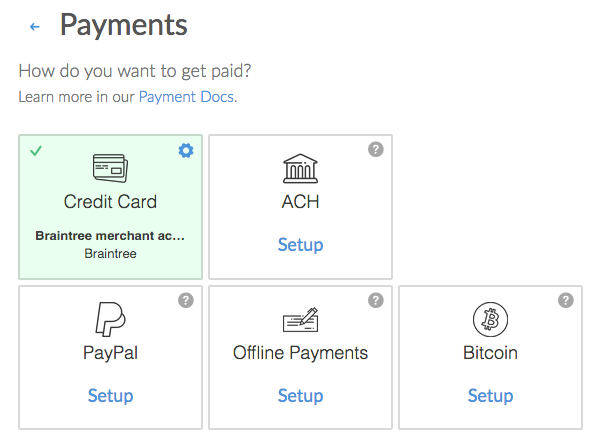 Payments
How do you want to get paid?
Learn more in our Payment Docs.
Credit Card
Braintree merchant ac...
Braintree
?
ACH
Setup
?
PayPal
Setup
?
Offline Payments
Setup
?
Bitcoin
Setup